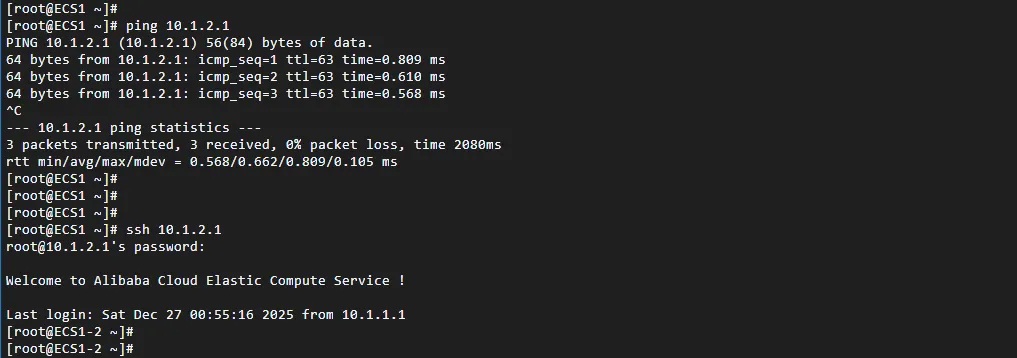 [root@ECS1 ~]#
[root@ECS1 ~]# ping 10.1.2.1
PING 10.1.2.1 (10.1.2.1) 56(84) bytes of data.
64 bytes from 10.1.2.1: icmp_seq=1 ttl=63 time=0.809 ms
64 bytes from 10.1.2.1: icmp_seq=2 ttl=63 time=0.610 ms
64 bytes from 10.1.2.1: icmp_seq=3 ttl=63 time=0.568 ms
^C
--- 10.1.2.1 ping statistics ---
3 packets transmitted, 3 received, 0% packet loss, time 2080ms
rtt min/avg/max/mdev = 0.568/0.662/0.809/0.105 ms
[root@ECS1 ~]#
[root@ECS1 ~]#
[root@ECS1 ~]#
[root@ECS1 ~]# ssh 10.1.2.1
root@10.1.2.1's password:
Welcome to Alibaba Cloud Elastic Compute Service !
Last login: Sat Dec 27 00:55:16 2025 from 10.1.1.1
[root@ECS1-2 ~]#
[root@ECS1-2 ~]#